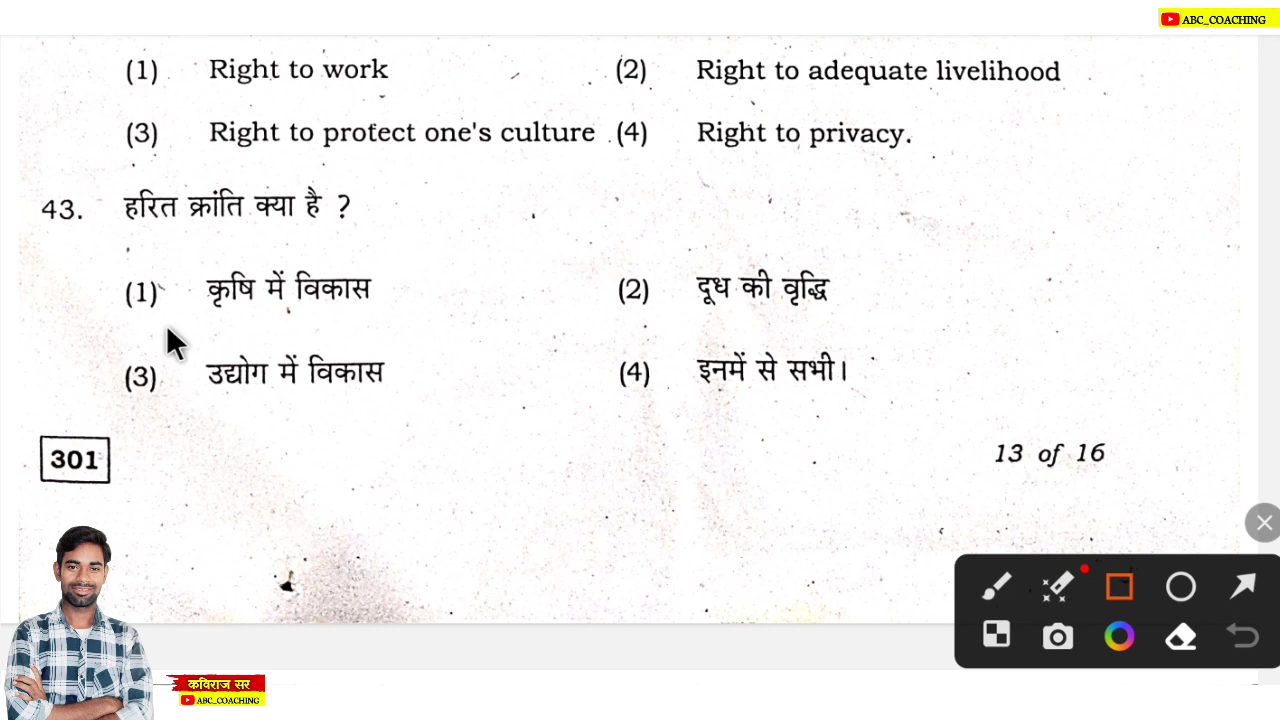 ABC_COACHING
(1) Right to work (2) Right to adequate livelihood
(3) Right to protect one's culture (4) Right to privacy.
43. हरित क्रांति क्या है ?
(1) कृषि में विकास (2) दूध की वृद्धि
(3) उद्योग में विकास (4) इनमें से सभी।
301 13 of 16
कविराज सर
ABC_COACHING